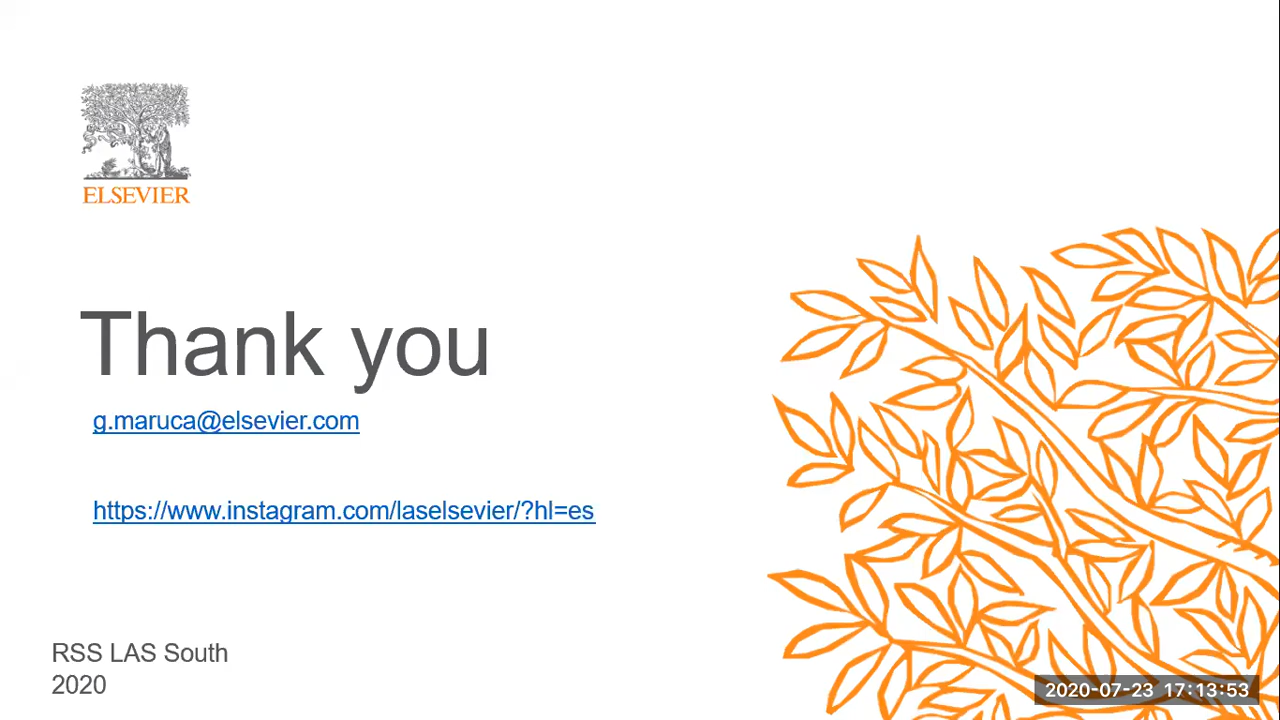 ELSEVIER
Thank you
g.maruca@elsevier.com
https://www.instagram.com/laselsevier/?hl=es
RSS LAS South
2020
2020-07-23 17:13:53